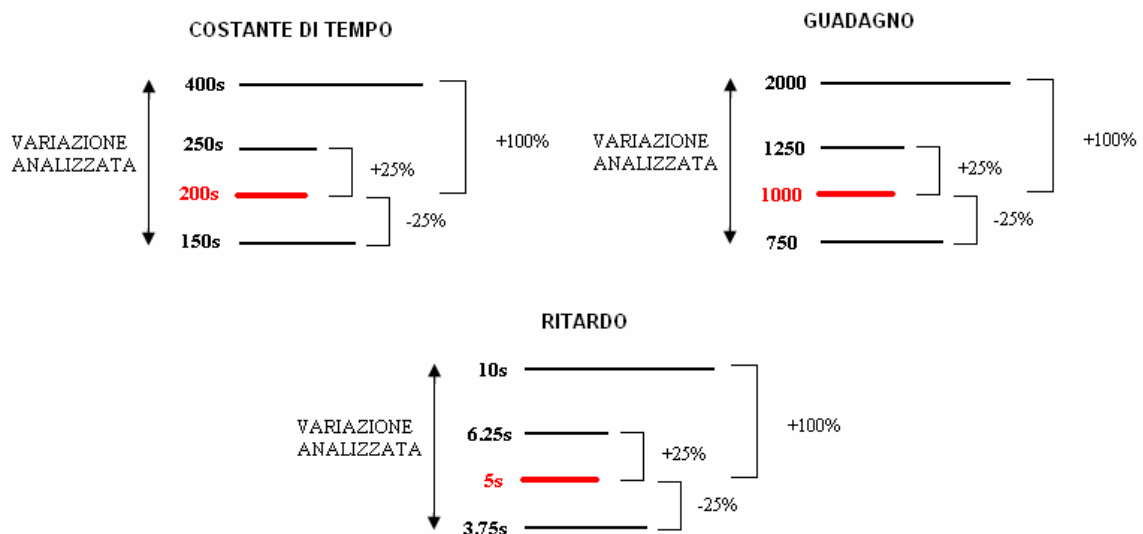 COSTANTE DI TEMPO
400s
VARIAZIONE
ANALIZZATA
250s
+100%
+25%
200s
-25%
150s
GUADAGNO
2000
VARIAZIONE
ANALIZZATA
1250
+100%
+25%
1000
-25%
750
RITARDO
10s
VARIAZIONE
ANALIZZATA
6.25s
+100%
+25%
5s
-25%
3.75s